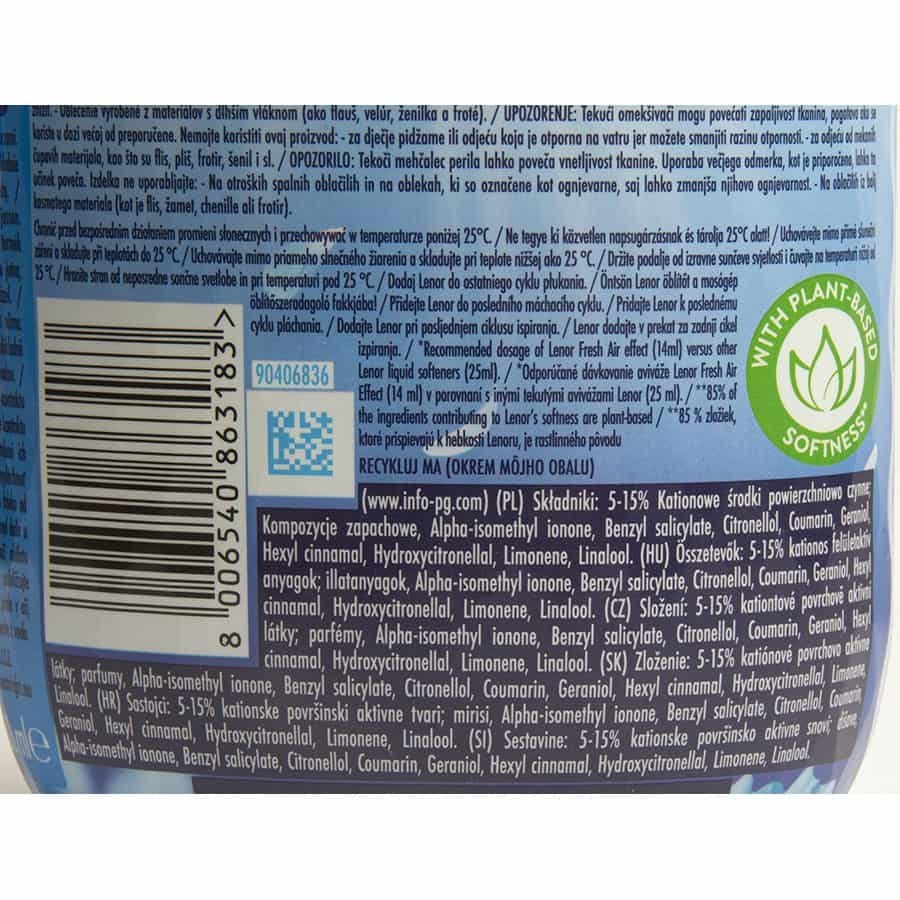 - Oblečenie vyrobené z materiálov s dlhším vláknom (ako flauš, velúr, ženilka a froté). / UPOZORENJE: Tekući omekšivači mogu povećati zapaljivost tkanina, pogotovo ako se
koriste u dozi većoj od preporučene. Nemojte koristiti ovaj proizvod: - za dječje pidžame ili odjeću koja je otporna na vatru jer možete smanjiti razinu otpornosti. - za odjeću od mekanih,
čupavih materijala, kao što su flis, pliš, frotir, šenil i sl. / OPOZORILO: Tekoči mehčalec perila lahko poveča vnetljivost tkanine. Uporaba večjega odmerka, kot je priporočeno, lahko ta
učinek poveča. Izdelka ne uporabljajte: - Na otroških spalnih oblačilih in na oblekah, ki so označene kot ognjevarne, saj lahko zmanjša njihovo ognjevarnost. - Na oblačilih iz bolj
kosmatega materiala (kot je flis, žamet, chenille ali frotir).
Chronić przed bezpośrednim działaniem promieni słonecznych i przechowywać w temperaturze poniżej 25°C. / Ne tegye ki közvetlen napsugárzásnak és tárolja 25°C alatt! / Uchovávejte mimo přímé sluneční
záření a skladujte při teplotách do 25°C. / Uchovávajte mimo priameho slnečného žiarenia a skladujte pri teplote nižšej ako 25 °C. / Držite podalje od izravne sunčeve svjetlosti i čuvajte na temperaturi nižoj od
25 °C. / Hranite stran od neposredne sončne svetlobe in pri temperaturi pod 25 °C. / Dodaj Lenor do ostatniego cyklu płukania. / Öntsön Lenor öblítőt a mosógép
öblítőszeradagoló fakkjába! / Přidejte Lenor do posledního máchacího cyklu. / Pridajte Lenor k poslednému
cyklu pláchania. / Dodajte Lenor pri posljednjem ciklusu ispiranja. / Lenor dodajte v prekat za zadnji cikel
izpiranja. / *Recommended dosage of Lenor Fresh Air effect (14ml) versus other
Lenor liquid softeners (25ml). / *Odporúčané dávkovanie aviváže Lenor Fresh Air
Effect (14 ml) v porovnaní s inými tekutými avivážami Lenor (25 ml). / **85% of
the ingredients contributing to Lenor's softness are plant-based / **85 % zložiek,
ktoré prispievajú k hebkosti Lenoru, je rastlinného pôvodu
RECYKLUJ MA (OKREM MÔJHO OBALU)
WITH PLANT-BASED
SOFTNESS**
90406836
8 006540 863183 >
(www.info-pg.com) (PL) Składniki: 5-15% Kationowe środki powierzchniowo czynne;
Kompozycje zapachowe, Alpha-isomethyl ionone, Benzyl salicylate, Citronellol, Coumarin, Geraniol,
Hexyl cinnamal, Hydroxycitronellal, Limonene, Linalool. (HU) Összetevők: 5-15% kationos felületaktív
anyagok; illatanyagok, Alpha-isomethyl ionone, Benzyl salicylate, Citronellol, Coumarin, Geraniol, Hexyl
cinnamal, Hydroxycitronellal, Limonene, Linalool. (CZ) Složení: 5-15% kationtové povrchově aktivní
látky; parfémy, Alpha-isomethyl ionone, Benzyl salicylate, Citronellol, Coumarin, Geraniol, Hexyl
cinnamal, Hydroxycitronellal, Limonene, Linalool. (SK) Zloženie: 5-15% katiónové povrchovo aktívne
látky; parfumy, Alpha-isomethyl ionone, Benzyl salicylate, Citronellol, Coumarin, Geraniol, Hexyl cinnamal, Hydroxycitronellal, Limonene,
Linalool. (HR) Sastojci: 5-15% kationske površinski aktivne tvari; mirisi, Alpha-isomethyl ionone, Benzyl salicylate, Citronellol, Coumarin,
Geraniol, Hexyl cinnamal, Hydroxycitronellal, Limonene, Linalool. (SI) Sestavine: 5-15% kationske površinsko aktivne snovi; dišave,
Alpha-isomethyl ionone, Benzyl salicylate, Citronellol, Coumarin, Geraniol, Hexyl cinnamal, Hydroxycitronellal, Limonene, Linalool.